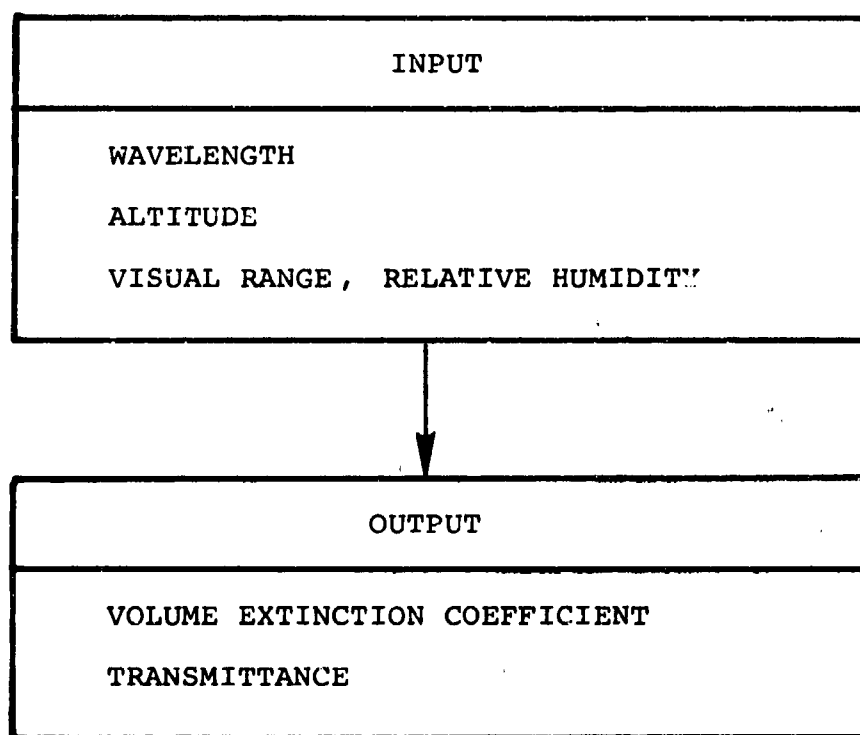 INPUT
WAVELENGTH
ALTITUDE
VISUAL RANGE, RELATIVE HUMIDITY
OUTPUT
VOLUME EXTINCTION COEFFICIENT
TRANSMITTANCE